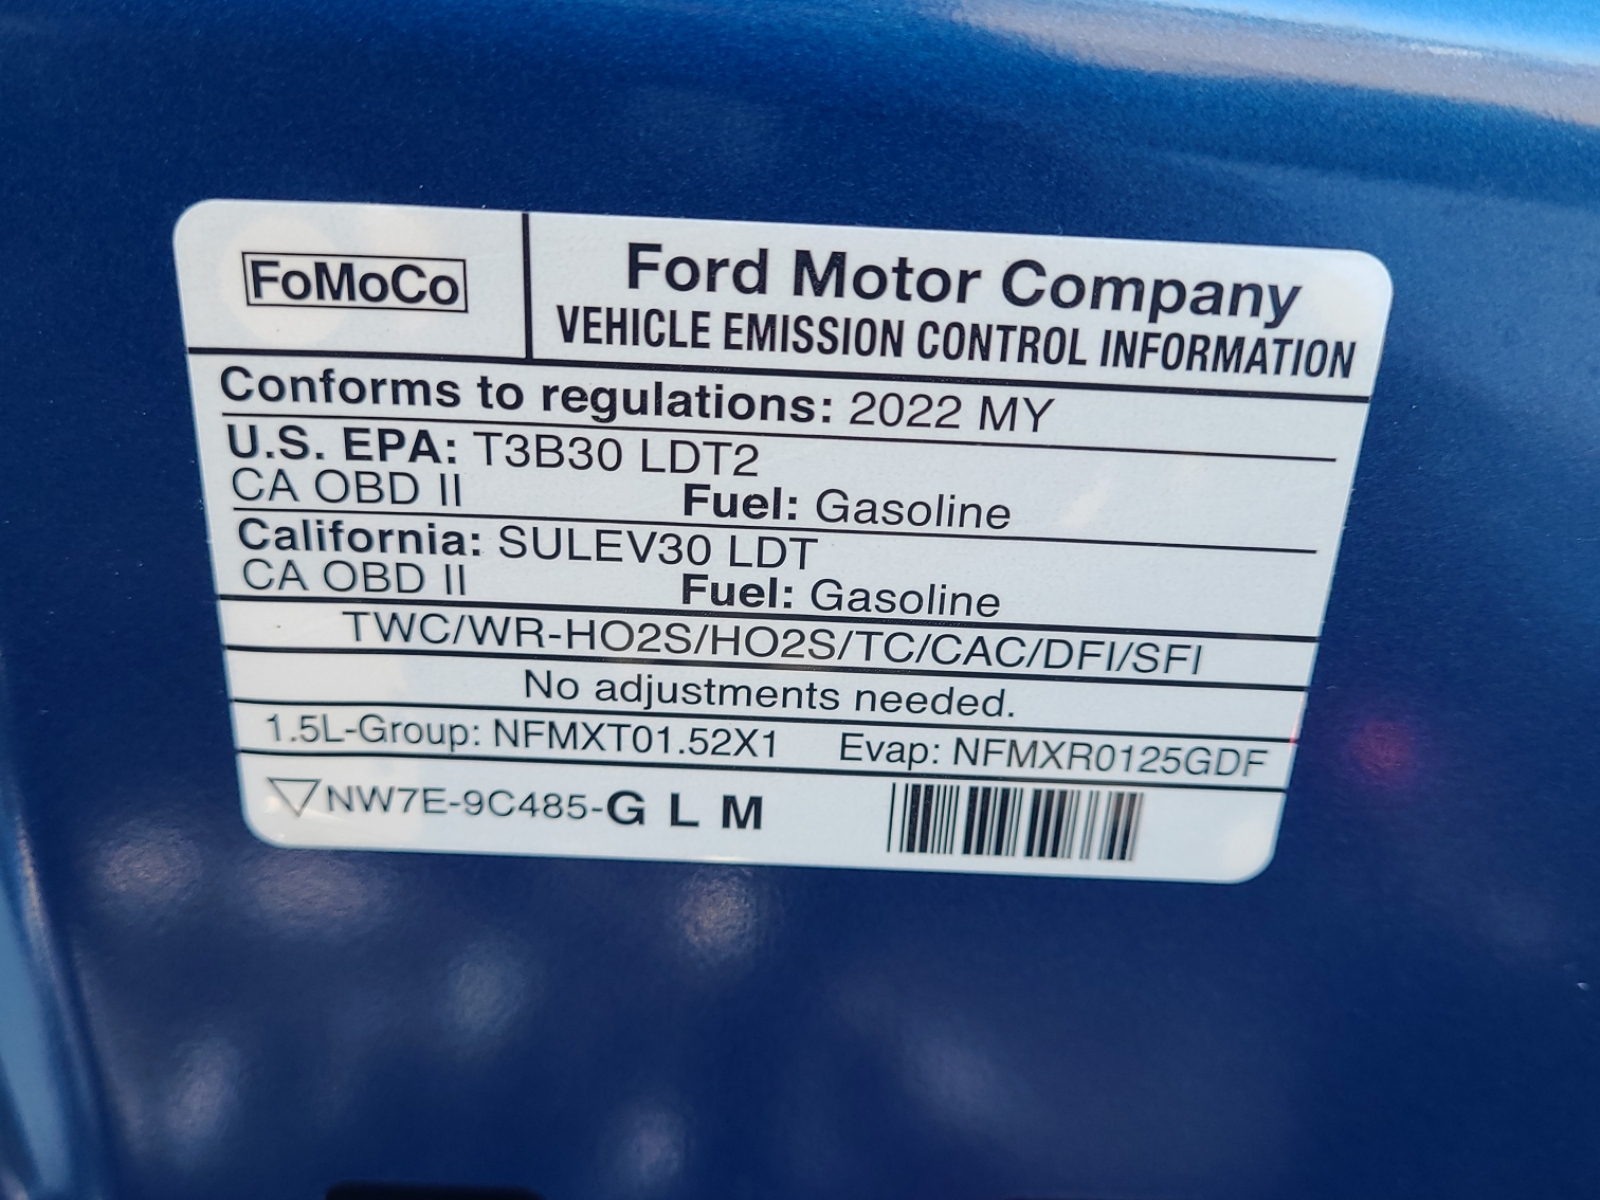 FoMoCo
Ford Motor Company
VEHICLE EMISSION CONTROL INFORMATION
Conforms to regulations: 2022 MY
U.S. EPA: T3B30 LDT2
CA OBD II Fuel: Gasoline
California: SULEV30 LDT
CA OBD II Fuel: Gasoline
TWC/WR-HO2S/HO2S/TC/CAC/DFI/SFI
No adjustments needed.
1.5L-Group: NFMXT01.52X1 Evap: NFMXR0125GDF
NW7E-9C485-G L M